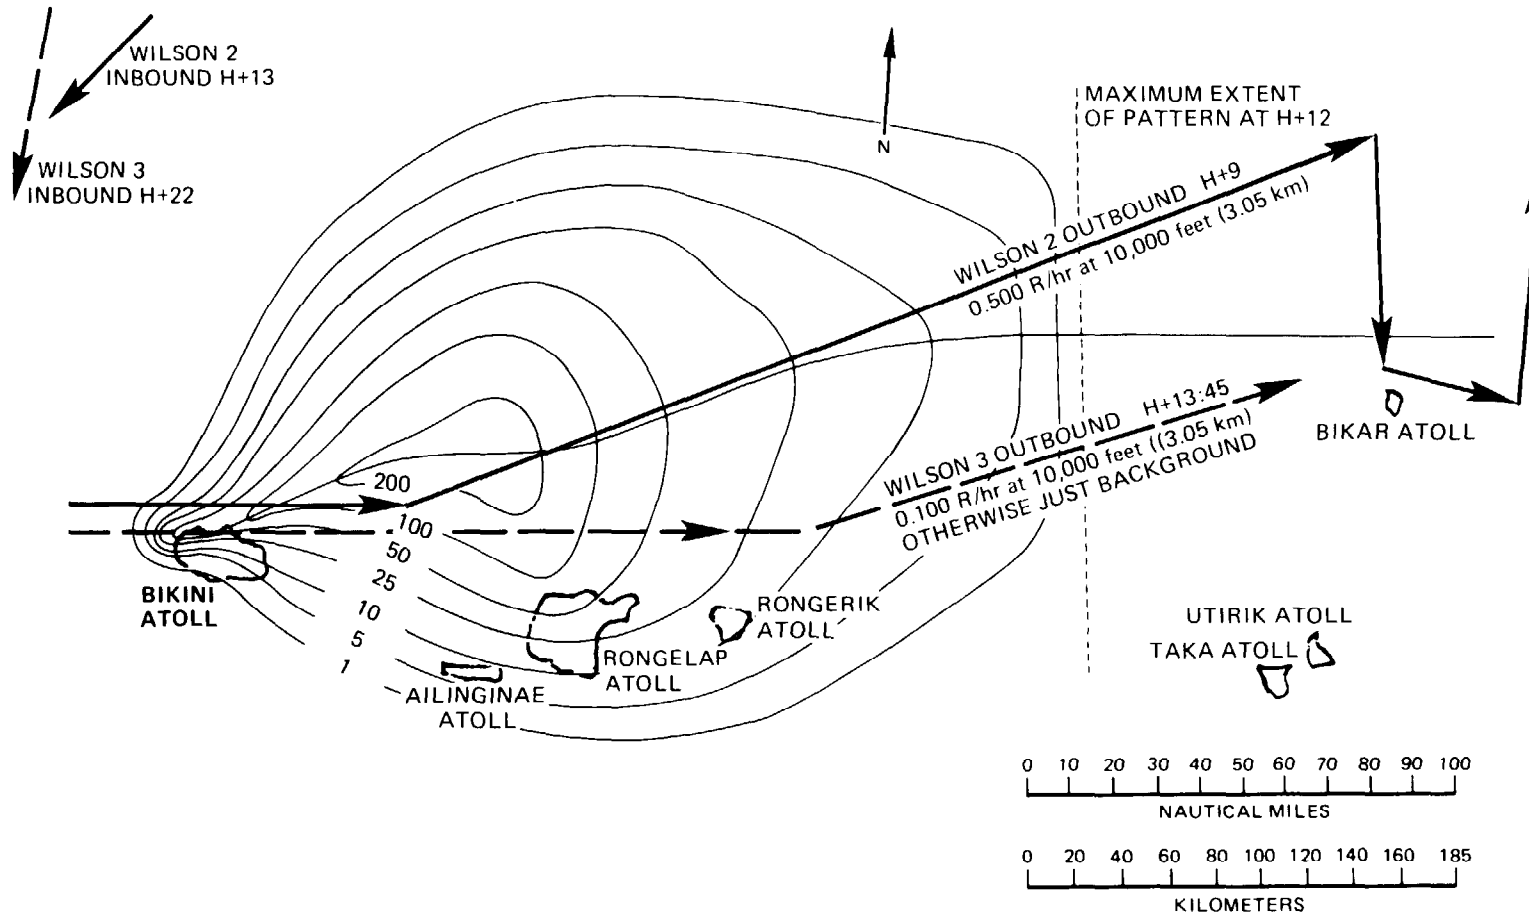 WILSON 2
INBOUND H+13
WILSON 3
INBOUND H+22
N
MAXIMUM EXTENT
OF PATTERN AT H+12
WILSON 2 OUTBOUND H+9
0.500 R/hr at 10,000 feet (3.05 km)
WILSON 3 OUTBOUND H+13:45
0.100 R/hr at 10,000 feet ((3.05 km)
OTHERWISE JUST BACKGROUND
BIKAR ATOLL
200
100
50
25
10
5
1
BIKINI
ATOLL
AILINGINAE
ATOLL
RONGELAP
ATOLL
RONGERIK
ATOLL
UTIRIK ATOLL
TAKA ATOLL
0 10 20 30 40 50 60 70 80 90 100
NAUTICAL MILES
0 20 40 60 80 100 120 140 160 185
KILOMETERS